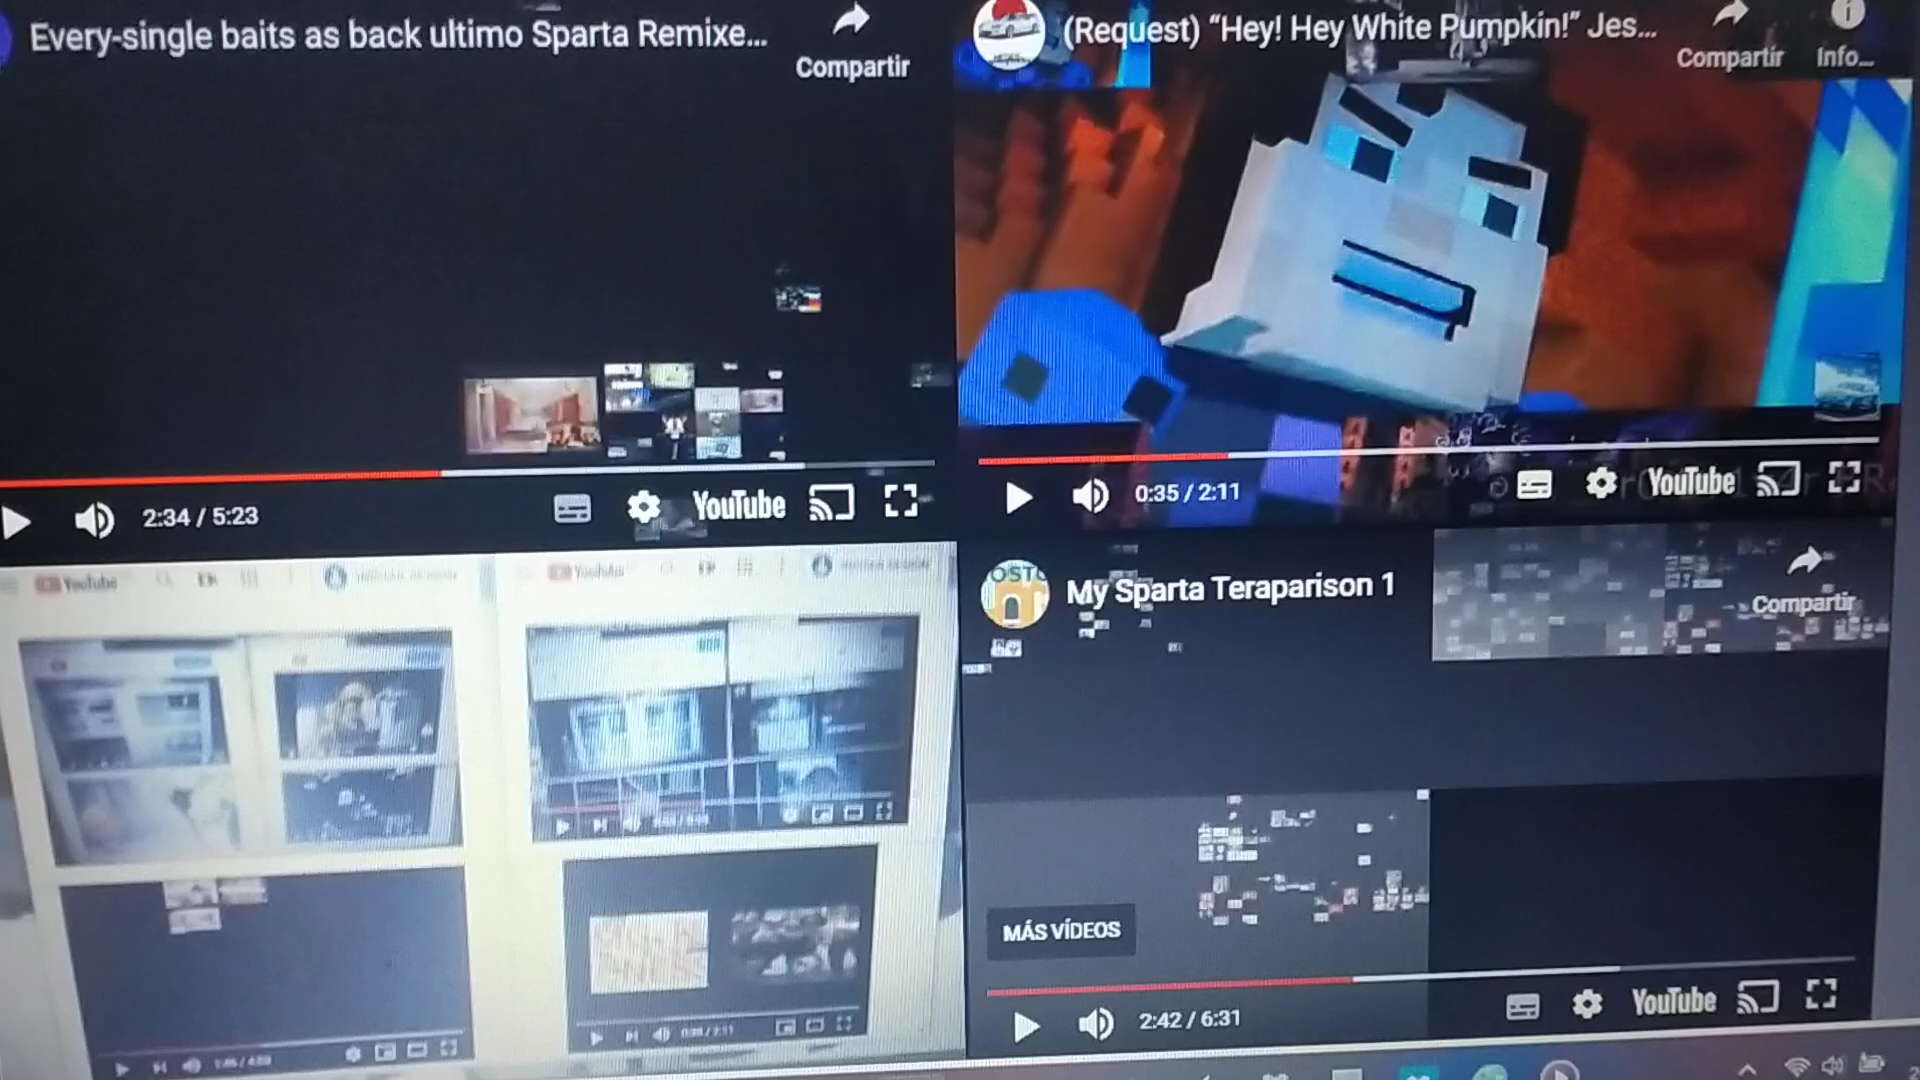 Every-single baits as back ultimo Sparta Remixe...
Compartir
2:34 / 5:23
YouTube
(Request) “Hey! Hey White Pumpkin!” Jes...
Compartir
Info...
0:35 / 2:11
YouTube
YouTube
YouTube
My Sparta Teraparison 1
Compartir
MÁS VÍDEOS
2:42 / 6:31
YouTube